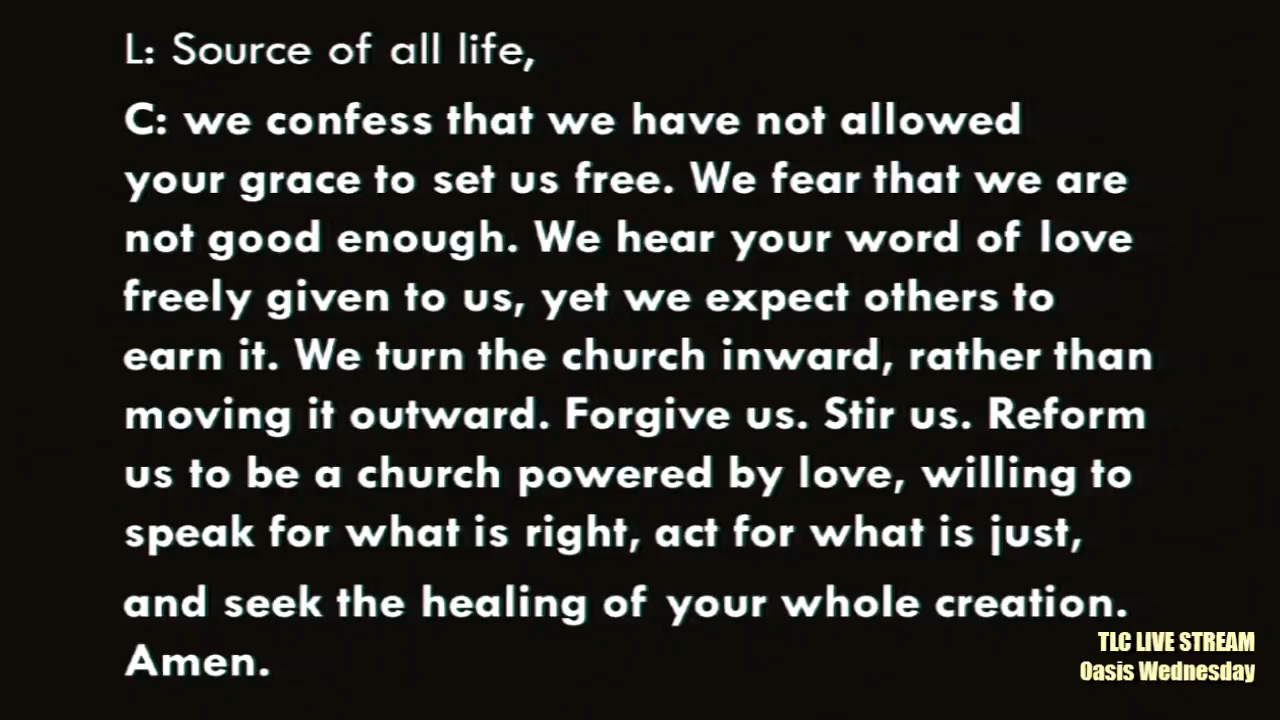 L: Source of all life,
C: we confess that we have not allowed
your grace to set us free. We fear that we are
not good enough. We hear your word of love
freely given to us, yet we expect others to
earn it. We turn the church inward, rather than
moving it outward. Forgive us. Stir us. Reform
us to be a church powered by love, willing to
speak for what is right, act for what is just,
and seek the healing of your whole creation.
Amen.
TLC LIVE STREAM
Oasis Wednesday